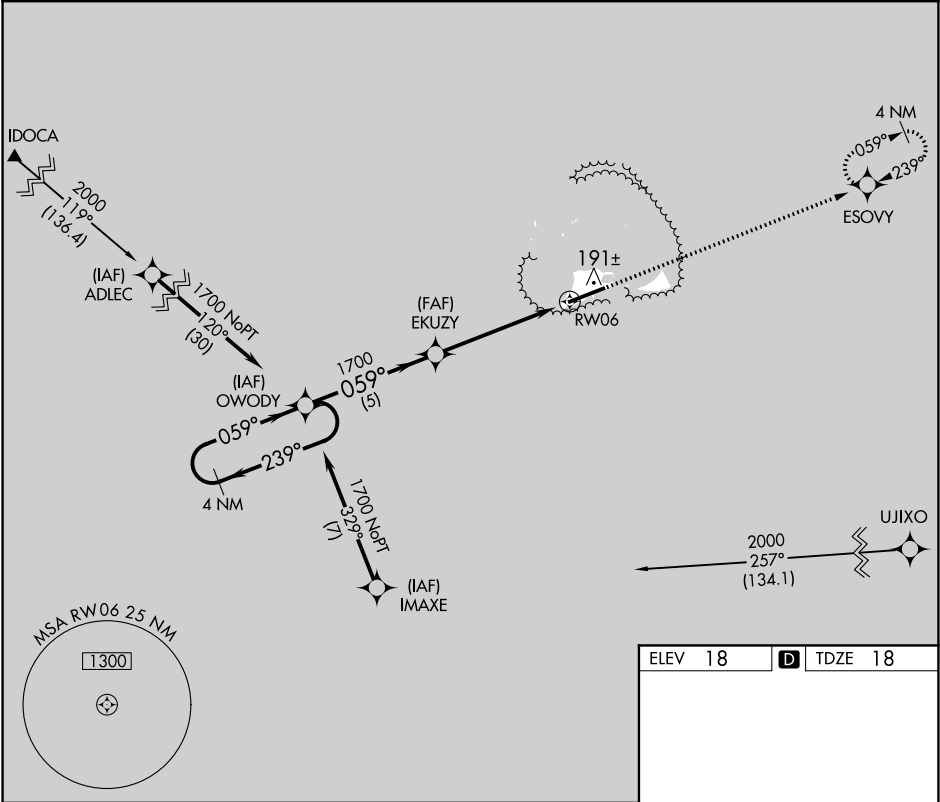 IDOCA
2000
119°
(136.4)
(IAF)
ADLEC
1700 NoPT
120°
(30)
(IAF)
OWODY
059°
239°
4 NM
1700
059°
(5)
(FAF)
EKUZY
191±
RW06
4 NM
059°
239°
ESOVY
1700 NoPT
329°
(7)
(IAF)
IMAXE
UJIXO
2000
257°
(134.1)
MSA RW06 25 NM
1300
ELEV 18 D TDZE 18